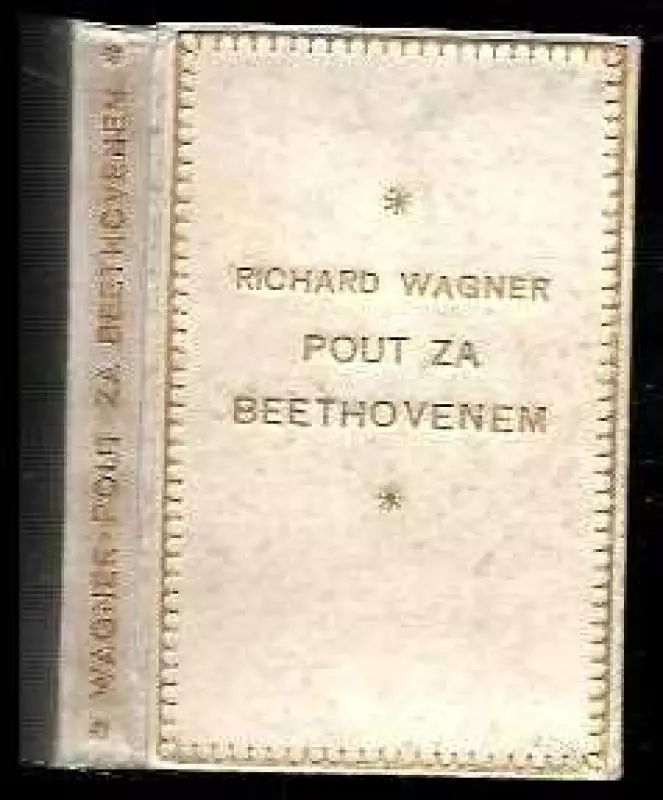 WAGNER-POUT ZA BEETHOVENEM
RICHARD WAGNER
POUT ZA
BEETHOVENEM